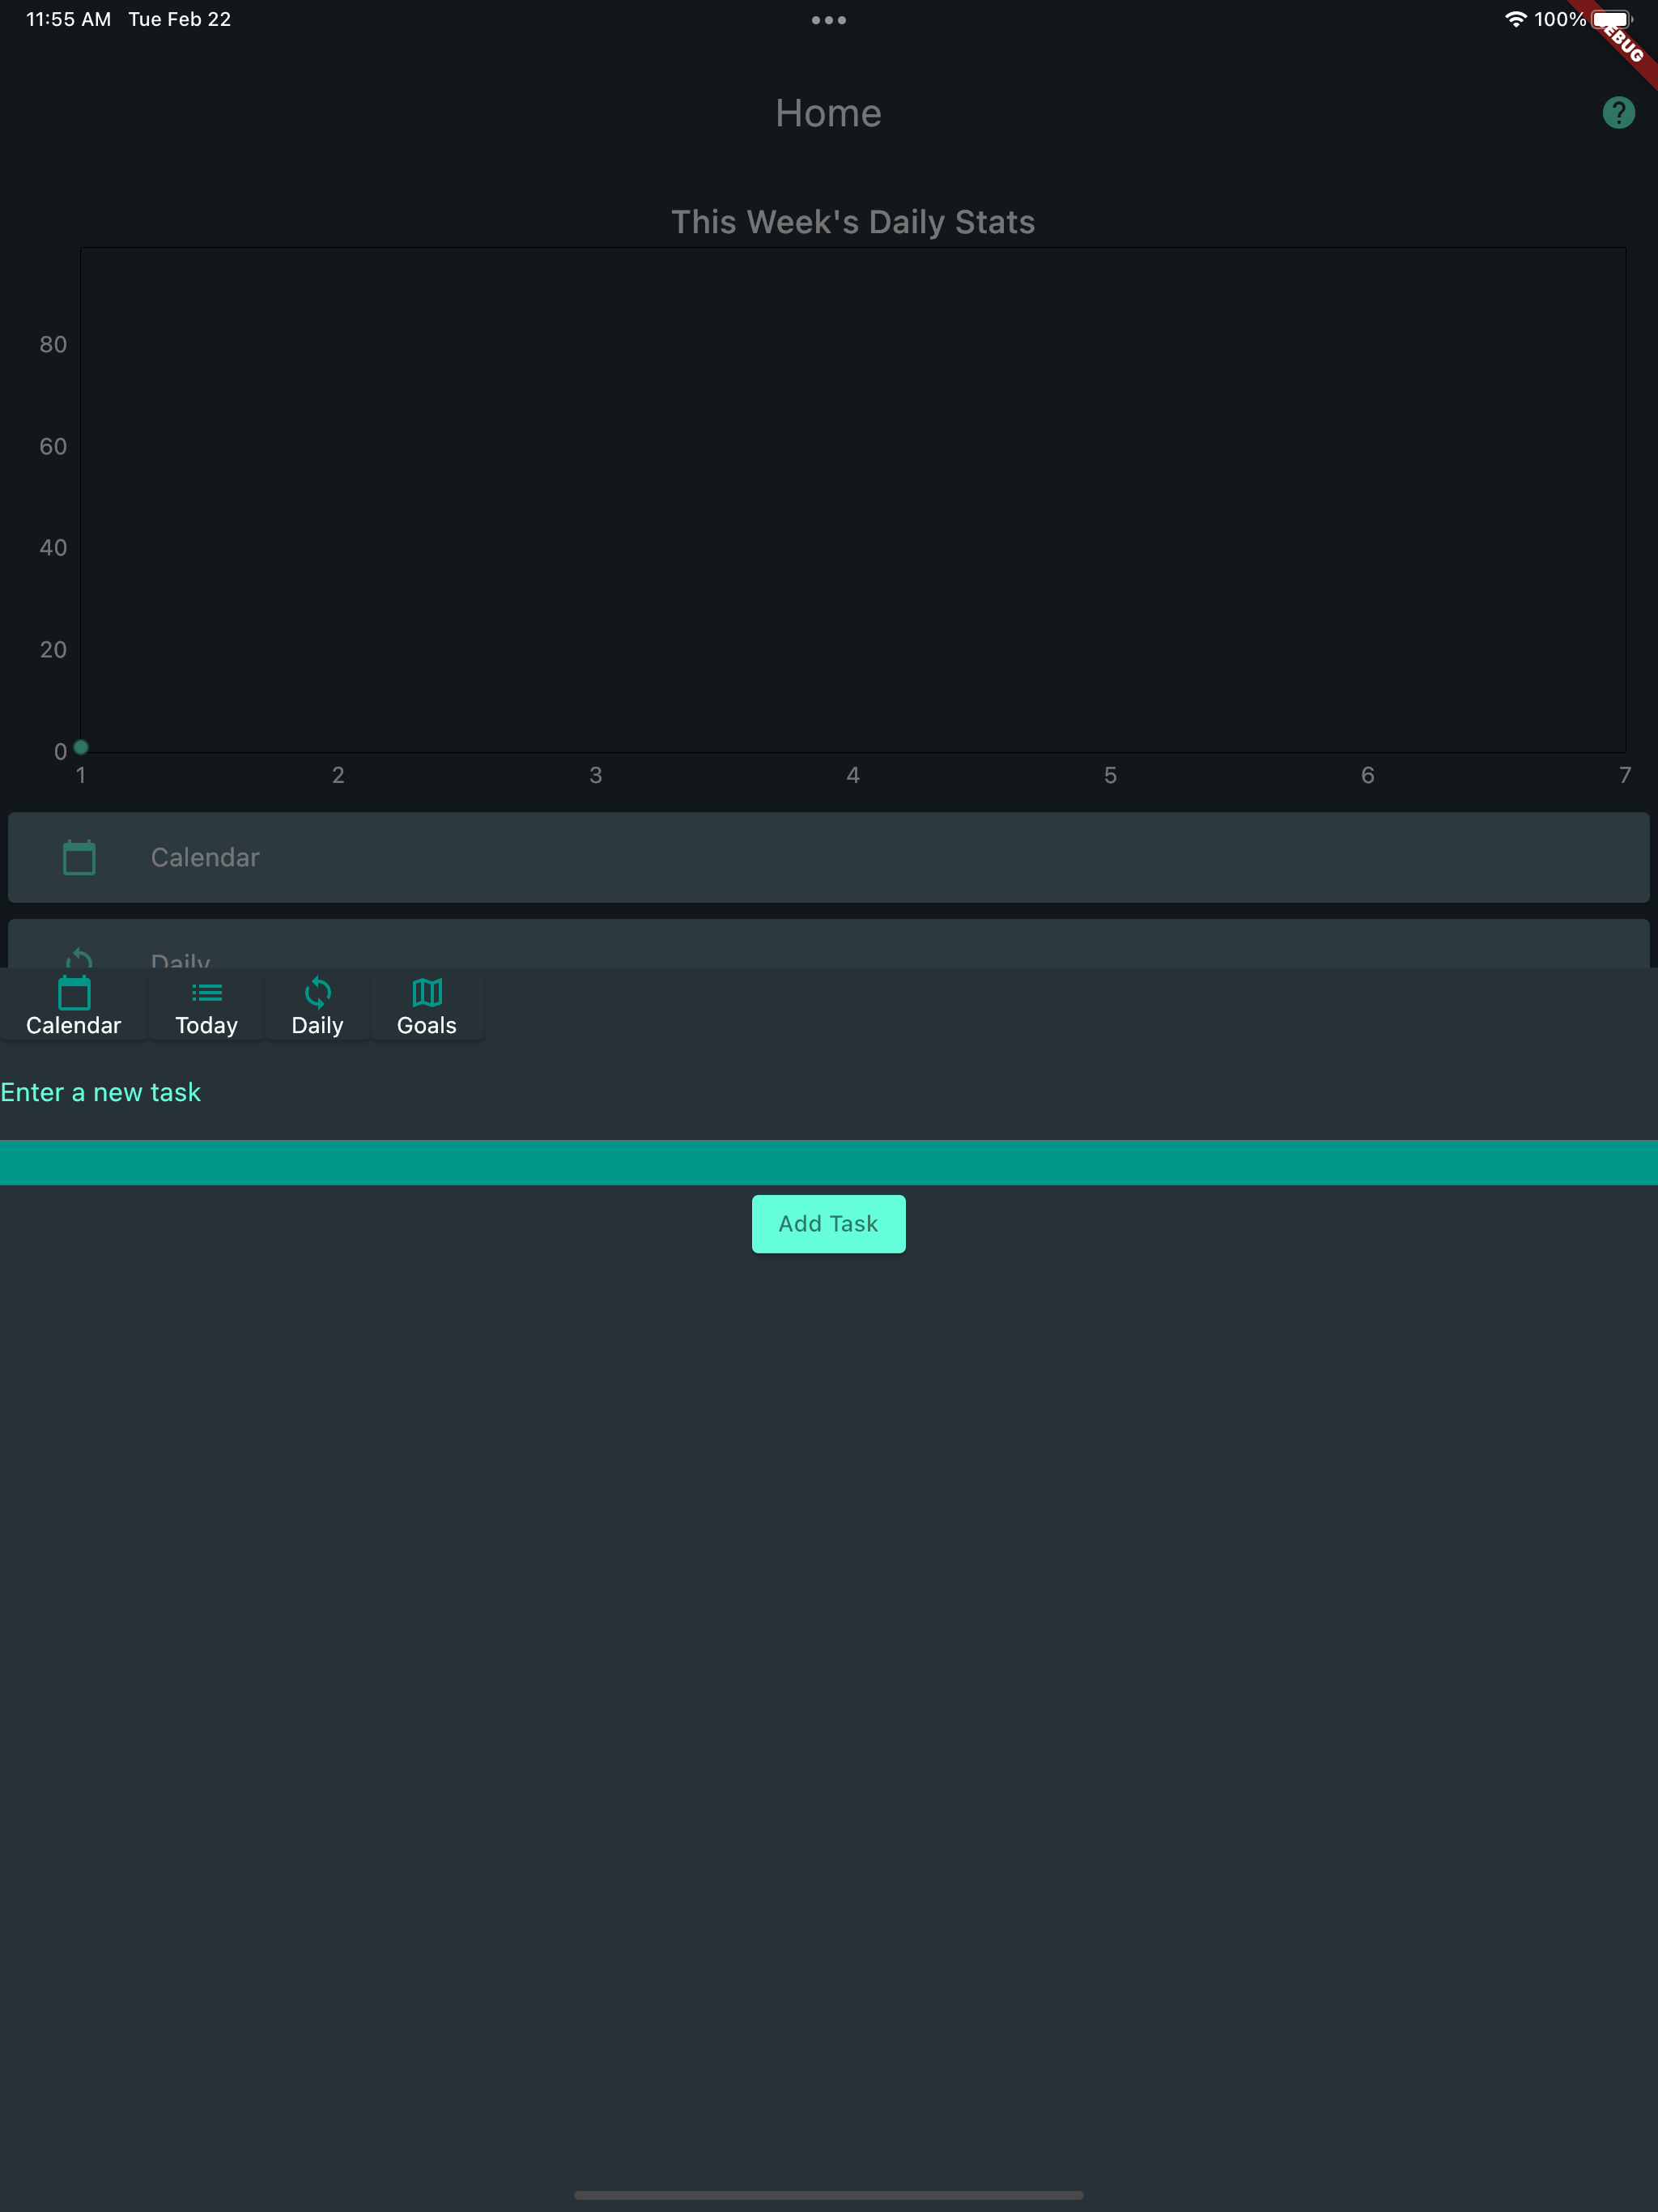 11:55 AM Tue Feb 22
100%
EBUG
Home
?
This Week's Daily Stats
80
60
40
20
0
1 2 3 4 5 6 7
Calendar
Daily
Calendar Today Daily Goals
Enter a new task
Add Task